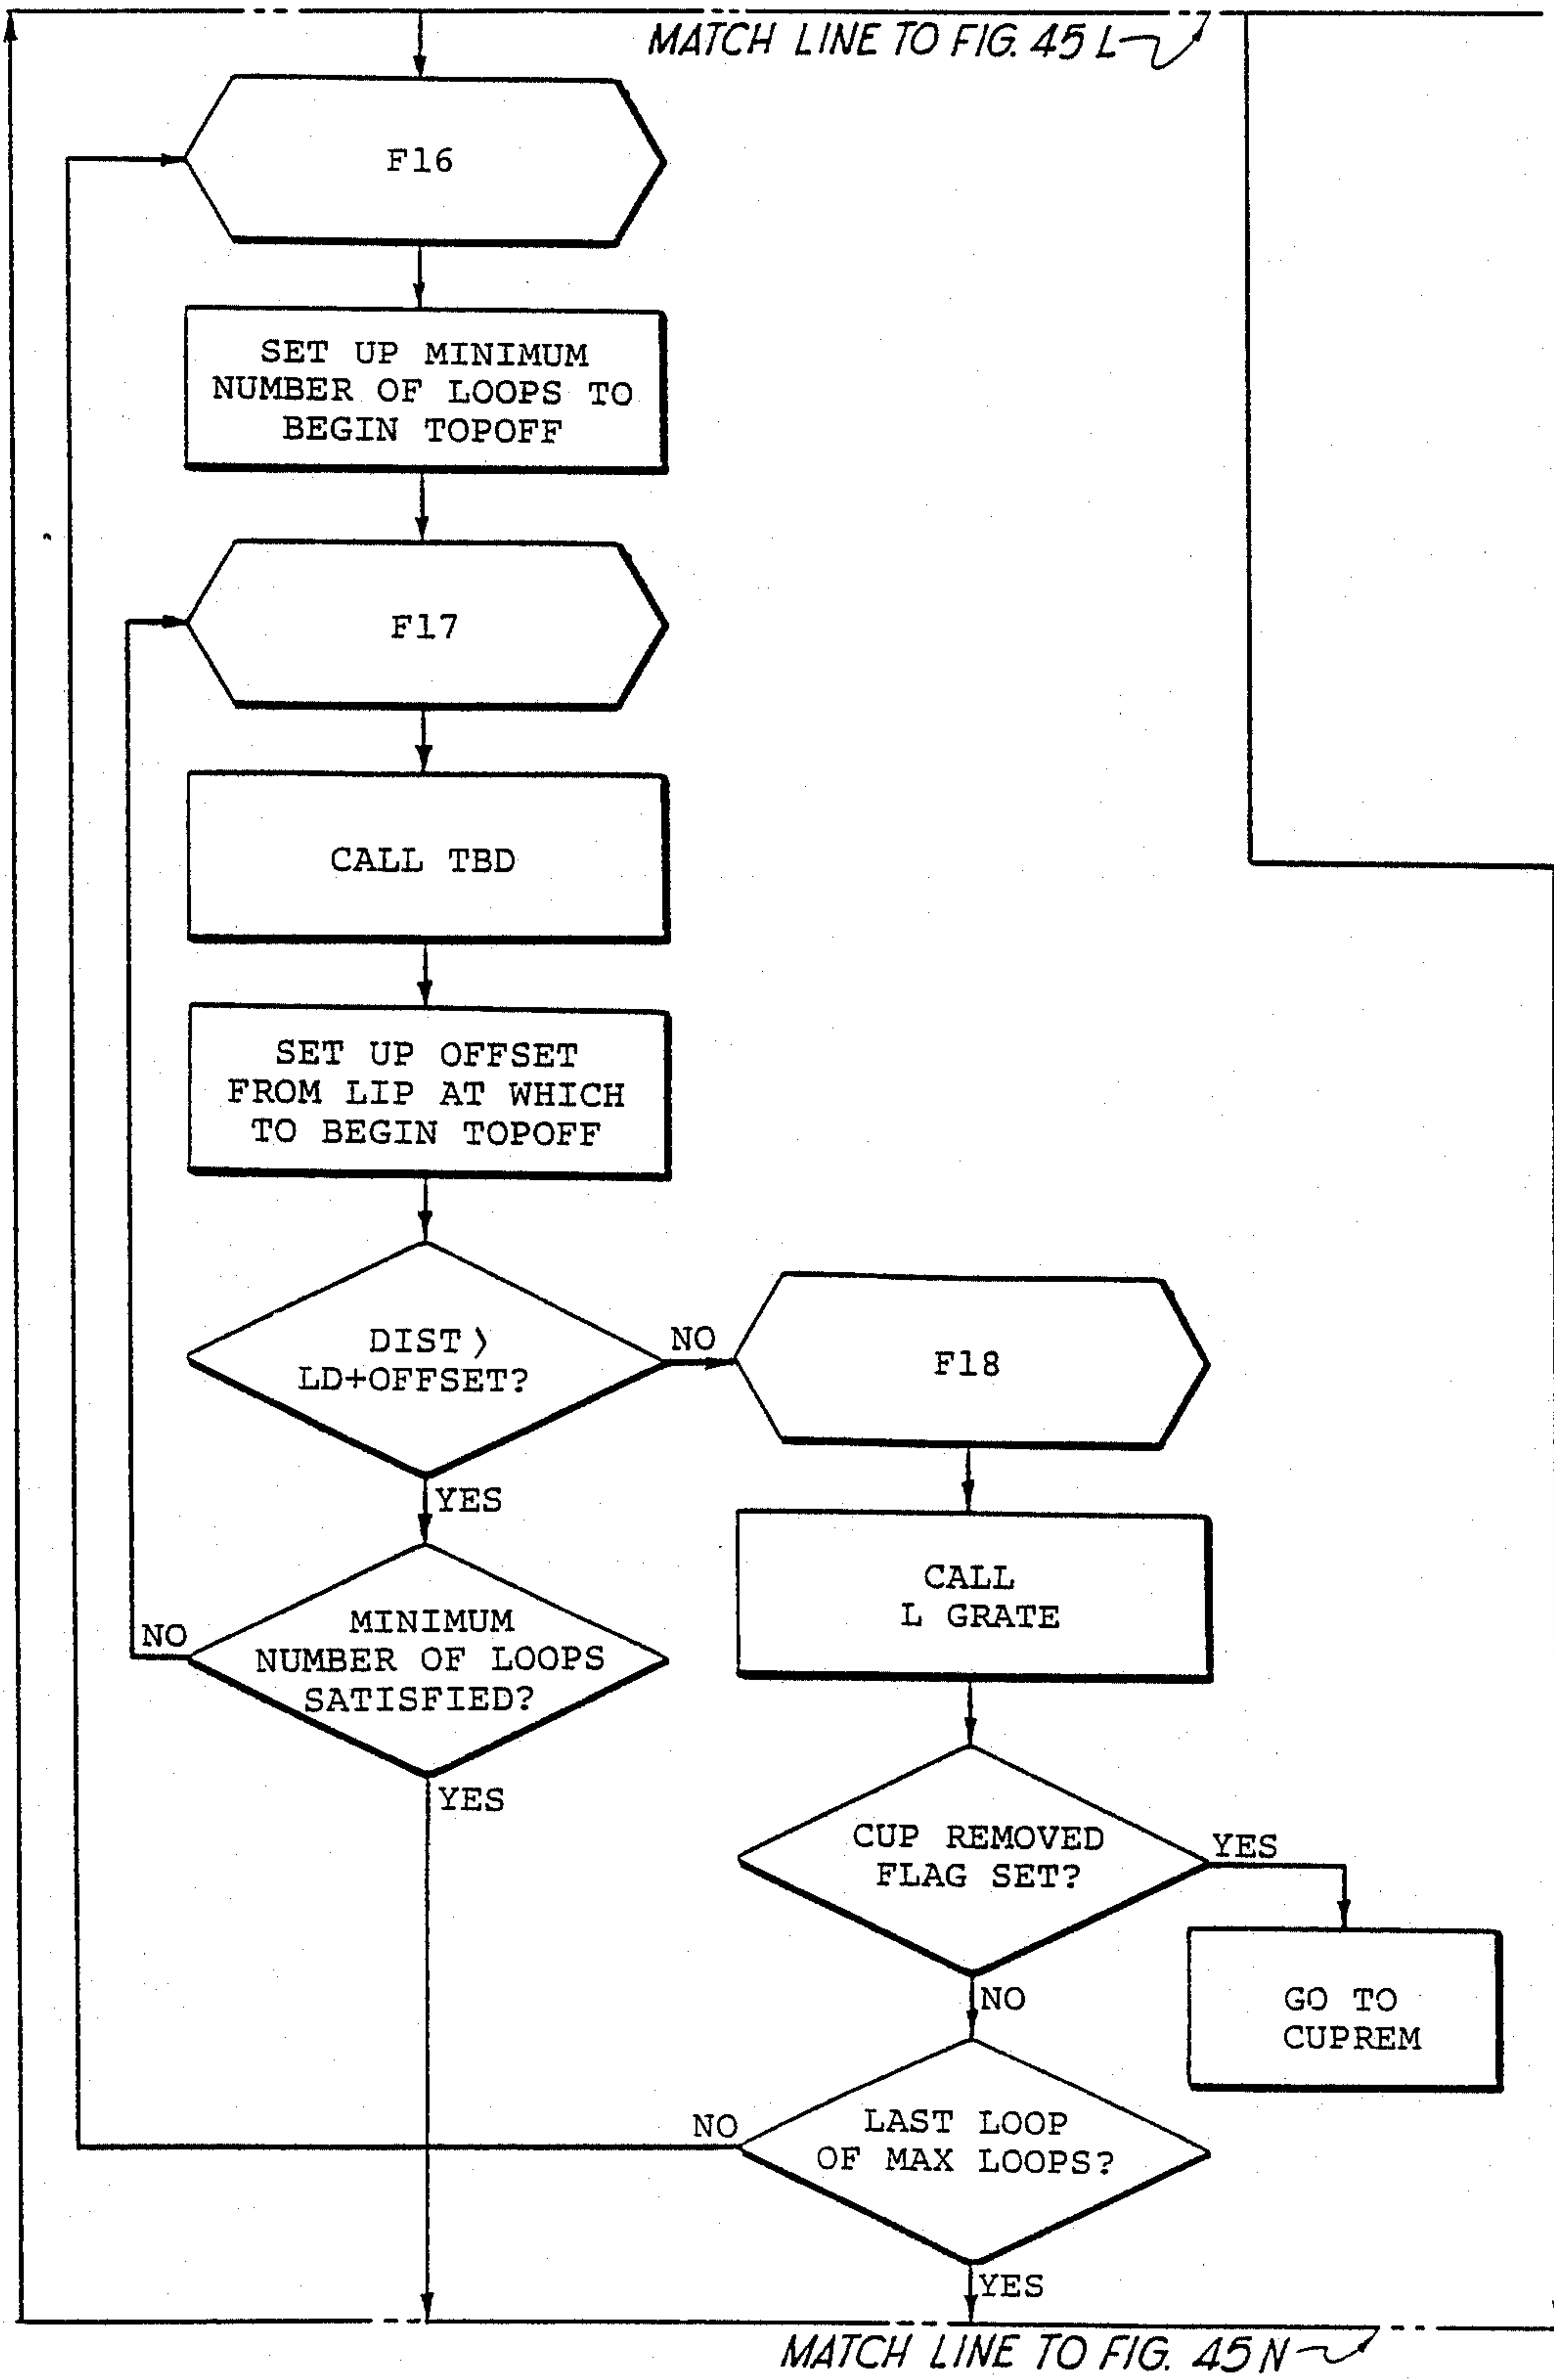 MATCH LINE TO FIG. 45 L
F16
SET UP MINIMUM
NUMBER OF LOOPS TO
BEGIN TOPOFF
F17
CALL TBD
SET UP OFFSET
FROM LIP AT WHICH
TO BEGIN TOPOFF
DIST >
LD+OFFSET?
NO
F18
YES
CALL
L GRATE
MINIMUM
NUMBER OF LOOPS
SATISFIED?
NO
YES
CUP REMOVED
FLAG SET?
YES
GO TO
CUPREM
NO
LAST LOOP
OF MAX LOOPS?
NO
YES
MATCH LINE TO FIG. 45 N